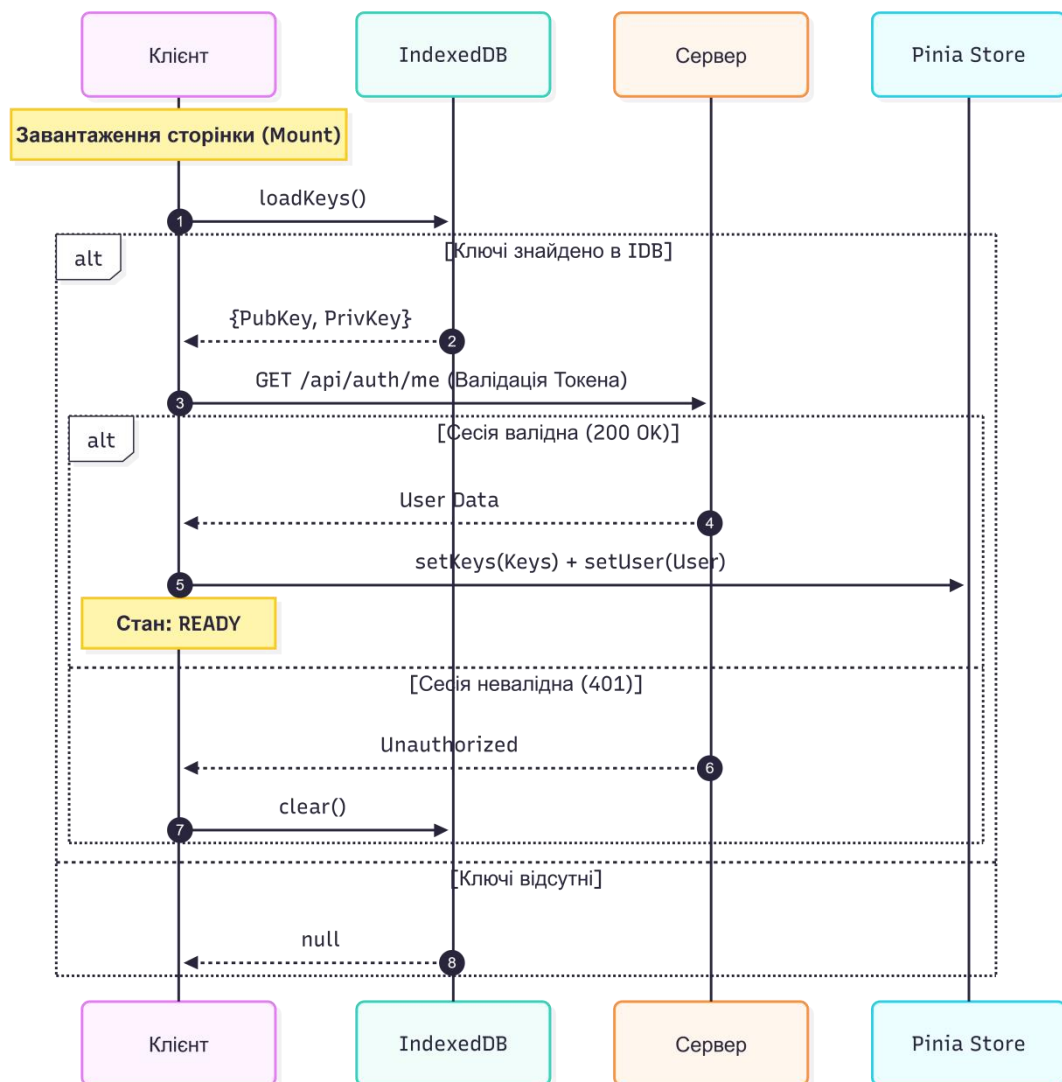 Клієнт
IndexedDB
Сервер
Pinia Store
Завантаження сторінки (Mount)
loadKeys()
1
alt
[Ключі знайдено в IDB]
{PubKey, PrivKey}
2
GET /api/auth/me (Валідація Токена)
3
alt
[Сесія валідна (200 OK)]
User Data
4
setKeys(Keys) + setUser(User)
5
Стан: READY
[Сесія невалідна (401)]
Unauthorized
6
clear()
7
[Ключі відсутні]
null
8
Клієнт
IndexedDB
Сервер
Pinia Store